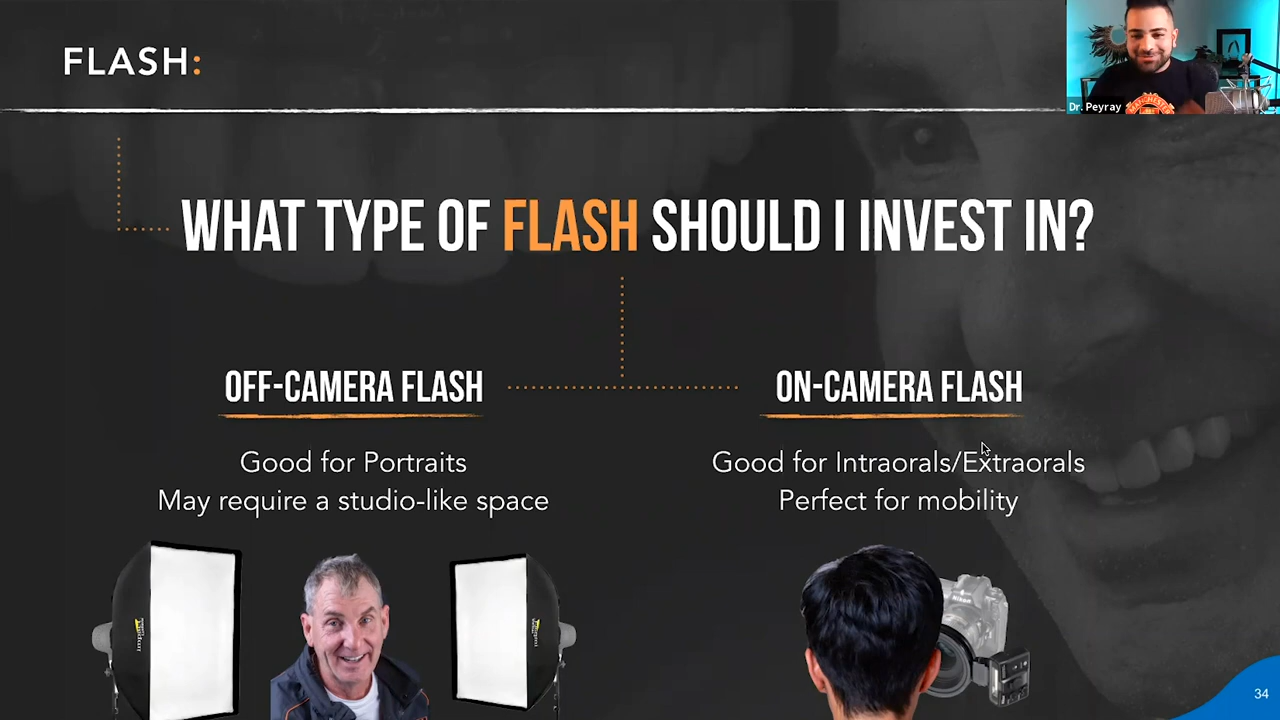 FLASH:
Dr. Peyray
WHAT TYPE OF FLASH SHOULD I INVEST IN?
OFF-CAMERA FLASH
ON-CAMERA FLASH
Good for Portraits
May require a studio-like space
Good for Intraorals/Extraorals
Perfect for mobility
Nikon
34